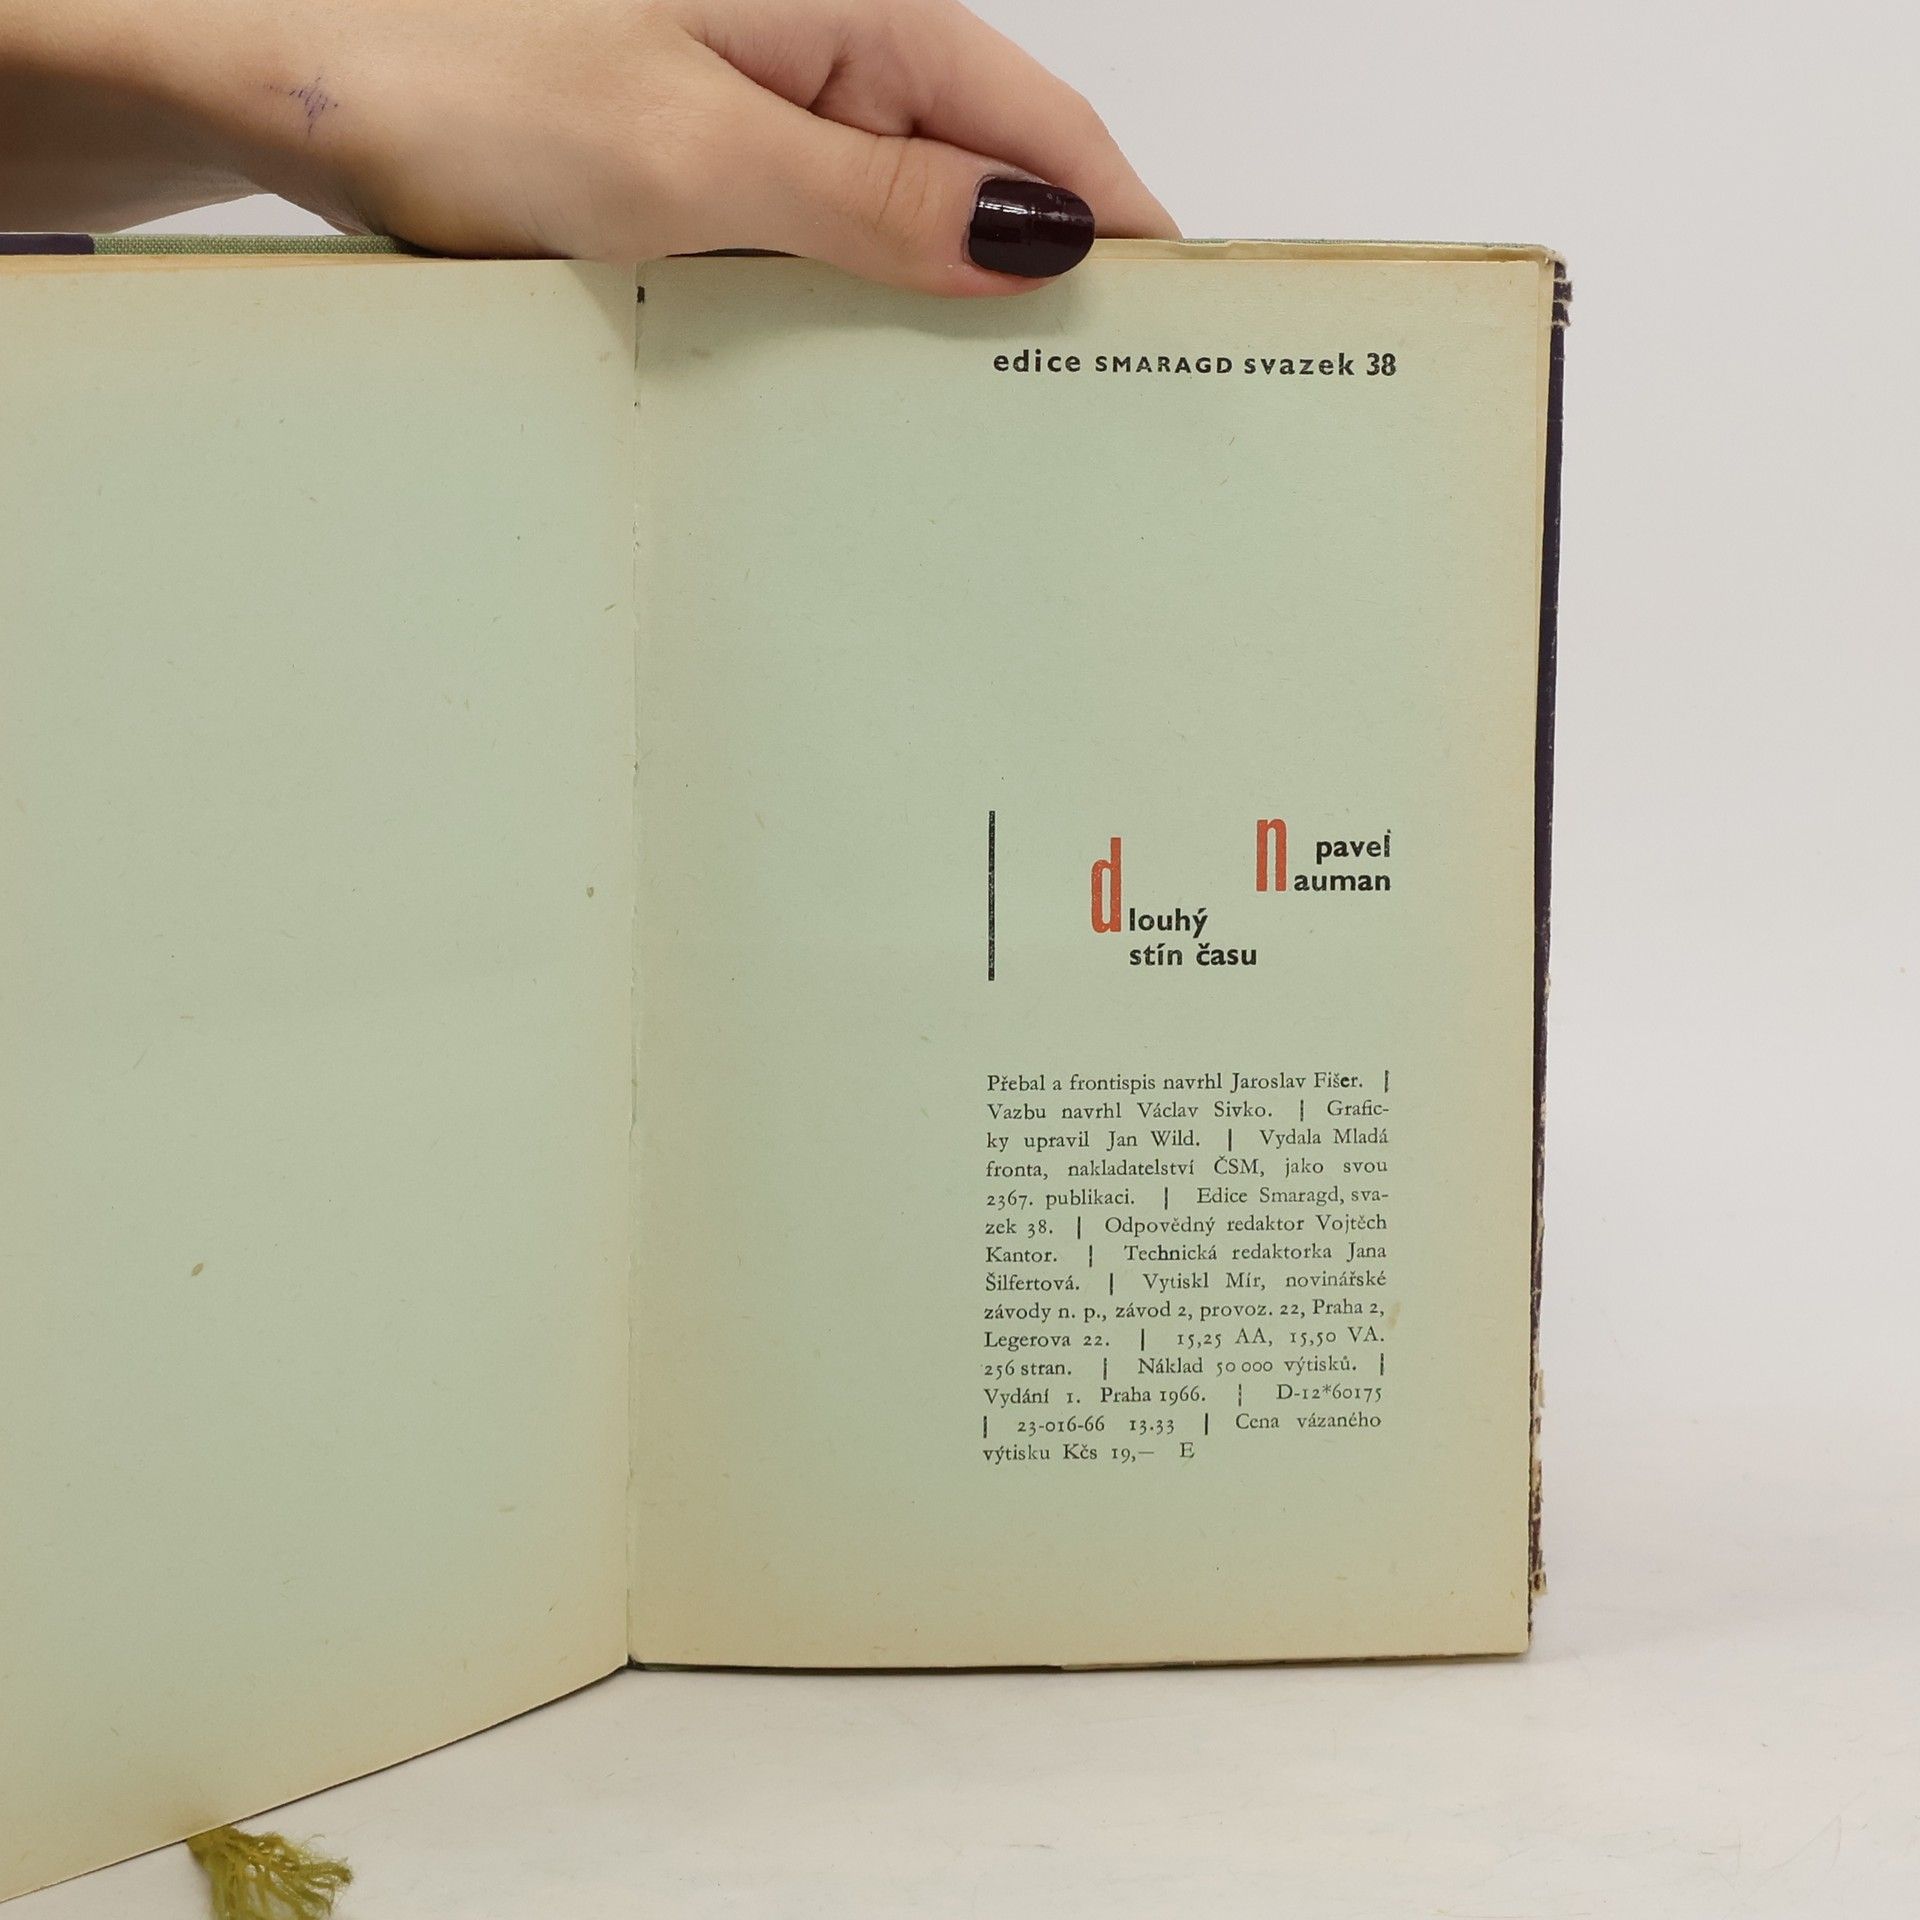 edice SMARAGD svazek 38
pavel
nauman
dlouhý
stín času
Přebal a frontispis navrhl Jaroslav Fišer. |
Vazbu navrhl Václav Sivko. | Grafic-
ky upravil Jan Wild. | Vydala Mladá
fronta, nakladatelství ČSM, jako svou
2367. publikaci. | Edice Smaragd, sva-
zek 38. | Odpovědný redaktor Vojtěch
Kantor. | Technická redaktorka Jana
Šilfertová. | Vytiskl Mír, novinářské
závody n. p., závod 2, provoz. 22, Praha 2,
Legerova 22. | 15,25 AA, 15,50 VA.
256 stran. | Náklad 50 000 výtisků. |
Vydání 1. Praha 1966. | D-12*60175
| 23-016-66 13.33 | Cena vázaného
výtisku Kčs 19,— E